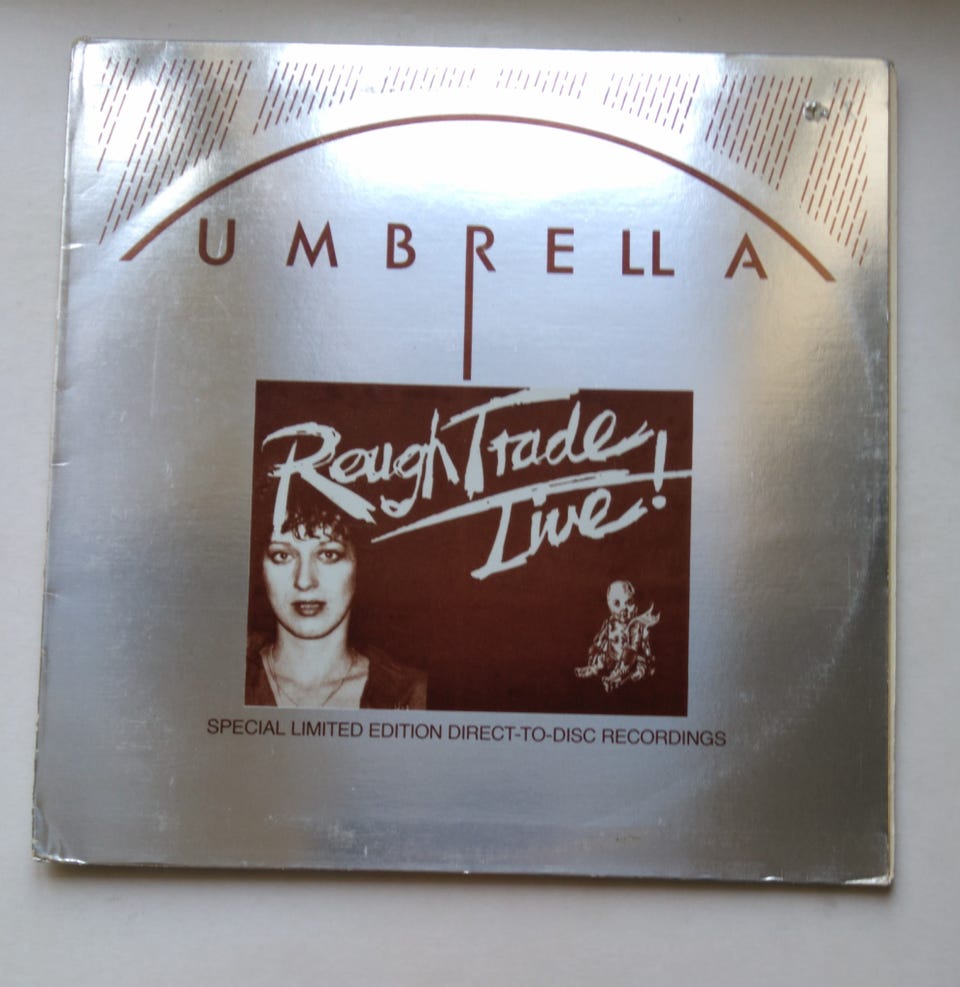 UMBRELLA
Rough Trade
Live!
SPECIAL LIMITED EDITION DIRECT-TO-DISC RECORDINGS